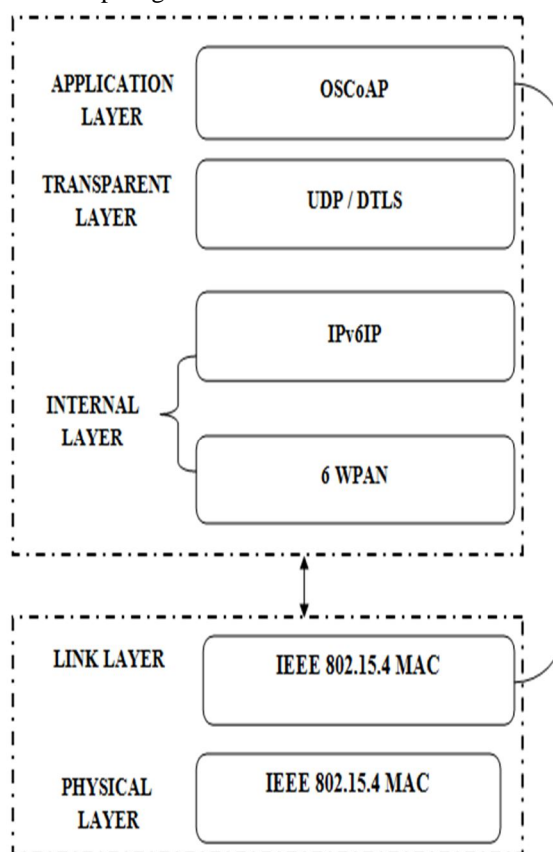 APPLICATION
LAYER
OSCoAP
TRANSPARENT
LAYER
UDP / DTLS
IPv6IP
INTERNAL
LAYER
6 WPAN
LINK LAYER
IEEE 802.15.4 MAC
PHYSICAL
LAYER
IEEE 802.15.4 MAC